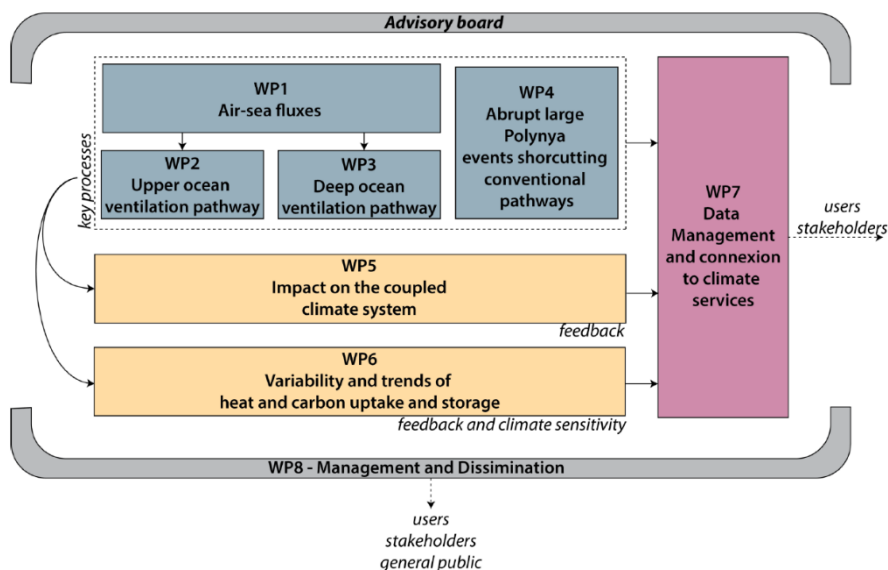 Advisory board
key processes
WP1
Air-sea fluxes
WP2
Upper ocean
ventilation pathway
WP3
Deep ocean
ventilation pathway
WP4
Abrupt large
Polynya
events shorcutting
conventional
pathways
WP5
Impact on the coupled
climate system
feedback
WP6
Variability and trends of
heat and carbon uptake and storage
feedback and climate sensitivity
WP7
Data
Management
and connexion
to climate
services
users
stakeholders
WP8 - Management and Dissimination
users
stakeholders
general public